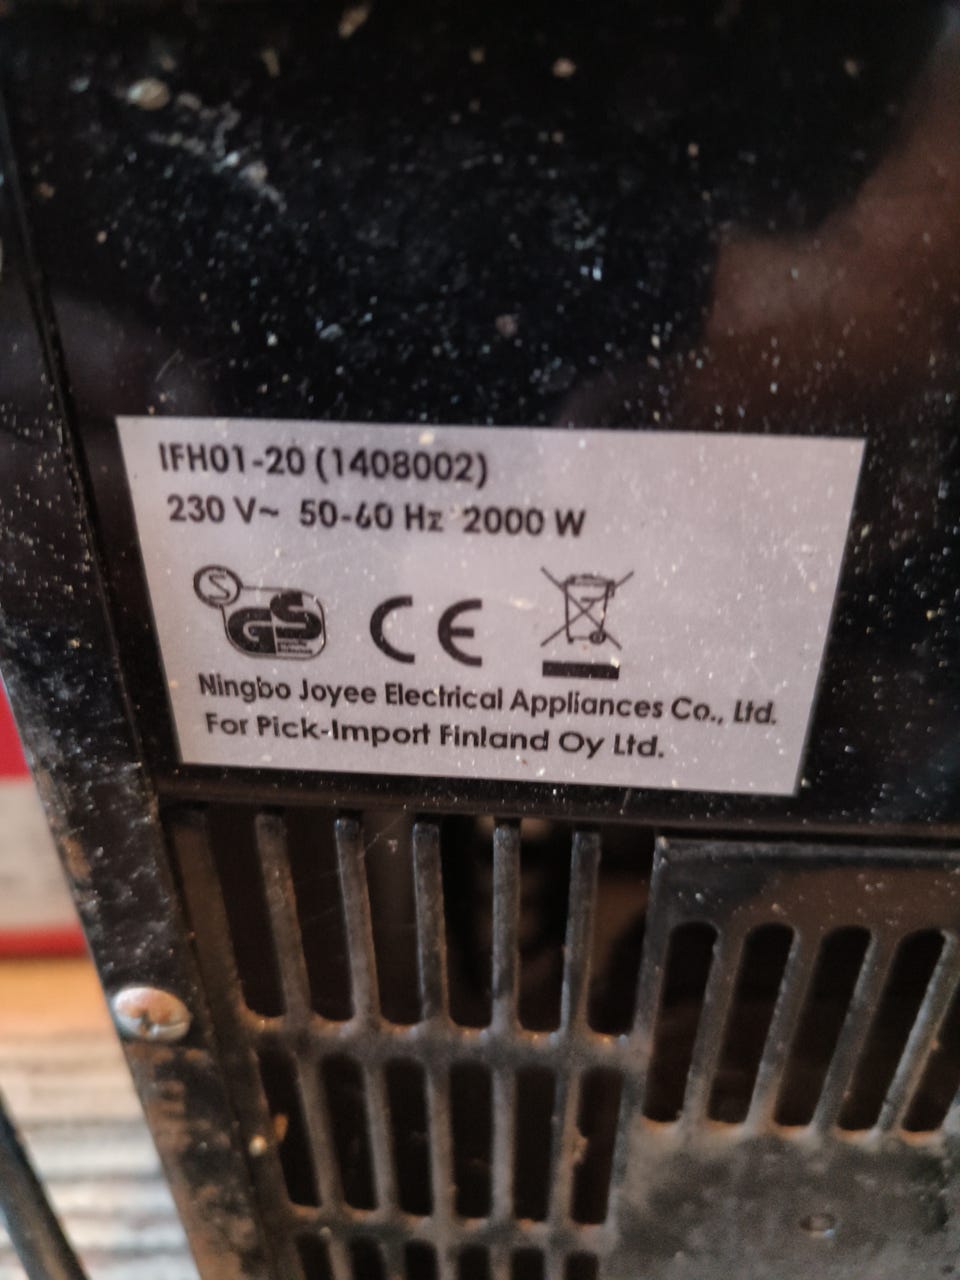 IFH01-20 (1408002)
230 V~ 50-60 Hz 2000 W
S GS CE
Ningbo Joyee Electrical Appliances Co., Ltd.
For Pick-Import Finland Oy Ltd.